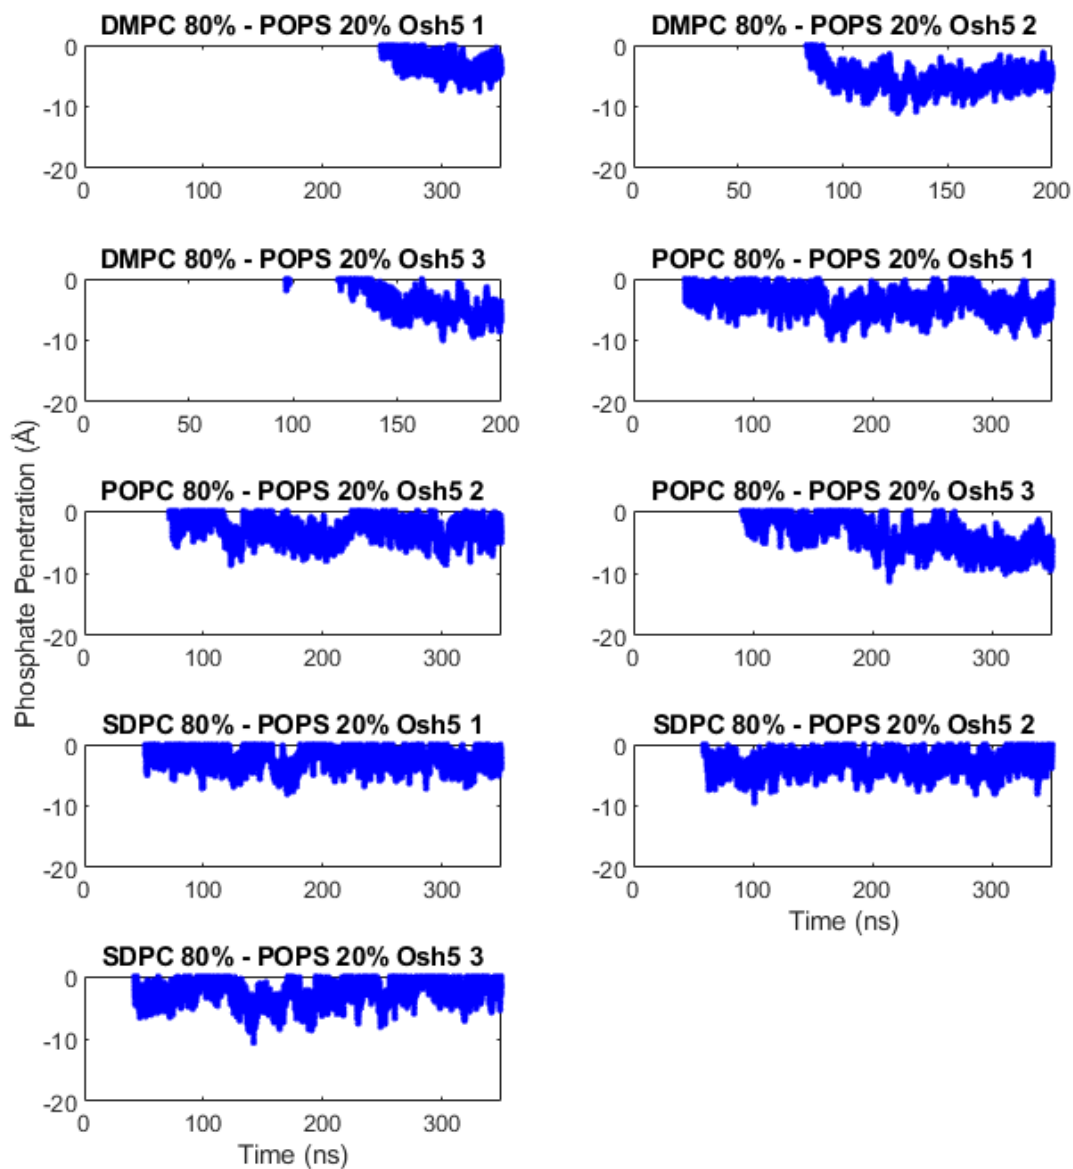 DMPC 80% - POPS 20% Osh5 1
0
-10
-20
0 100 200 300
DMPC 80% - POPS 20% Osh5 2
0
-10
-20
0 50 100 150 200
DMPC 80% - POPS 20% Osh5 3
0
-10
-20
0 50 100 150 200
POPC 80% - POPS 20% Osh5 1
0
-10
-20
0 100 200 300
Phosphate Penetration (Å)
POPC 80% - POPS 20% Osh5 2
0
-10
-20
0 100 200 300
POPC 80% - POPS 20% Osh5 3
0
-10
-20
0 100 200 300
SDPC 80% - POPS 20% Osh5 1
0
-10
-20
0 100 200 300
SDPC 80% - POPS 20% Osh5 2
0
-10
-20
0 100 200 300
Time (ns)
SDPC 80% - POPS 20% Osh5 3
0
-10
-20
0 100 200 300
Time (ns)